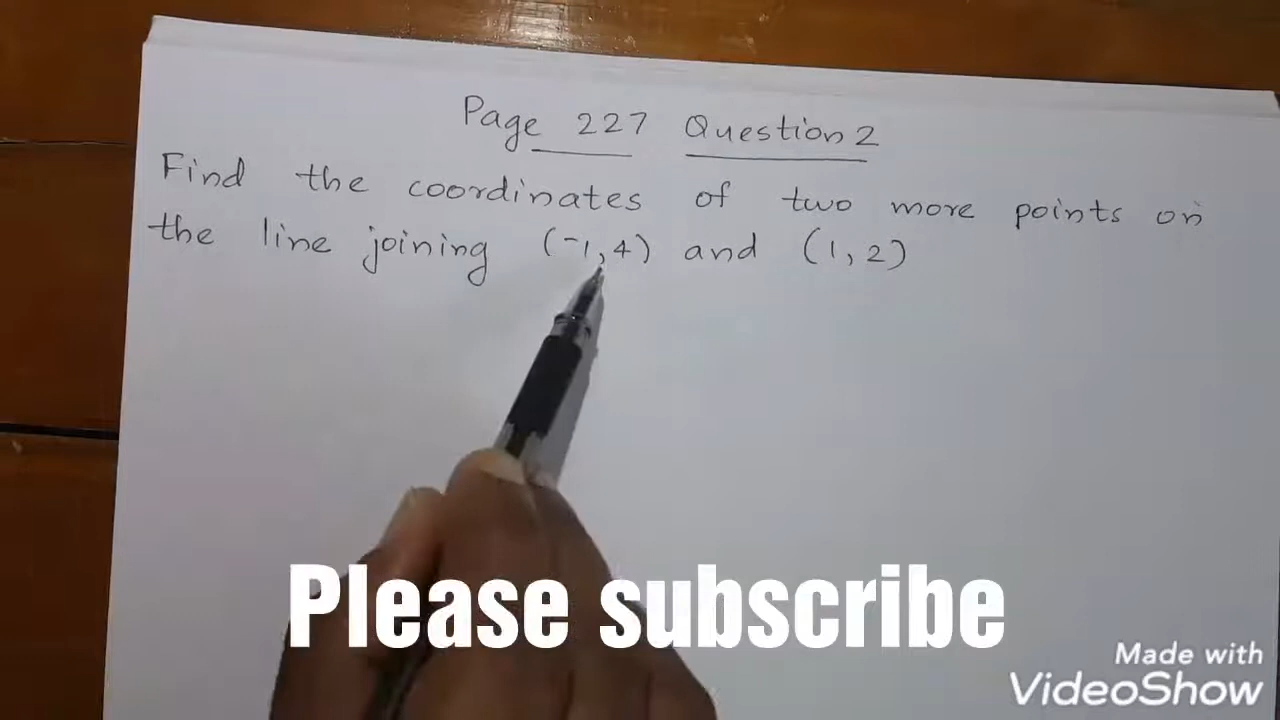 Page 227 Question 2
Find the coordinates of two more points on
the line joining (-1,4) and (1,2)
Please subscribe
Made with
VideoShow